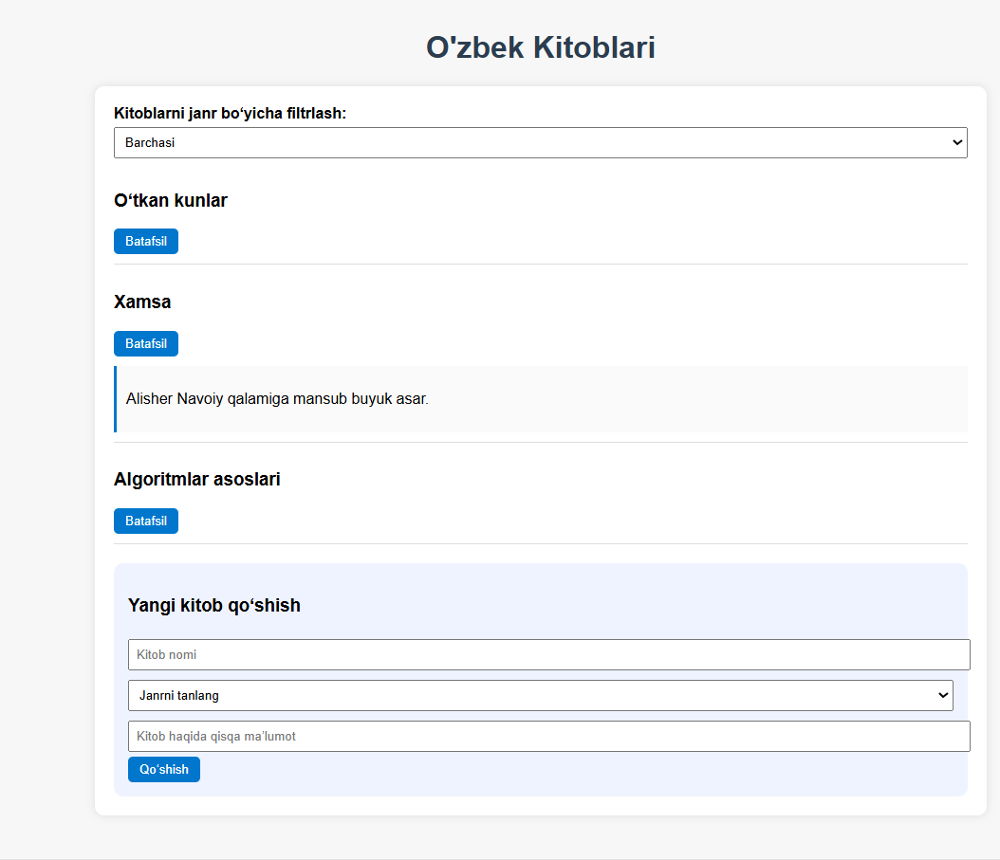 O'zbek Kitoblari
Kitoblarni janr bo‘yicha filtrlash:
Barchasi
O‘tkan kunlar
Batafsil
Xamsa
Batafsil
Alisher Navoiy qalamiga mansub buyuk asar.
Algoritmlar asoslari
Batafsil
Yangi kitob qo‘shish
Kitob nomi
Janrni tanlang
Kitob haqida qisqa ma’lumot
Qo‘shish